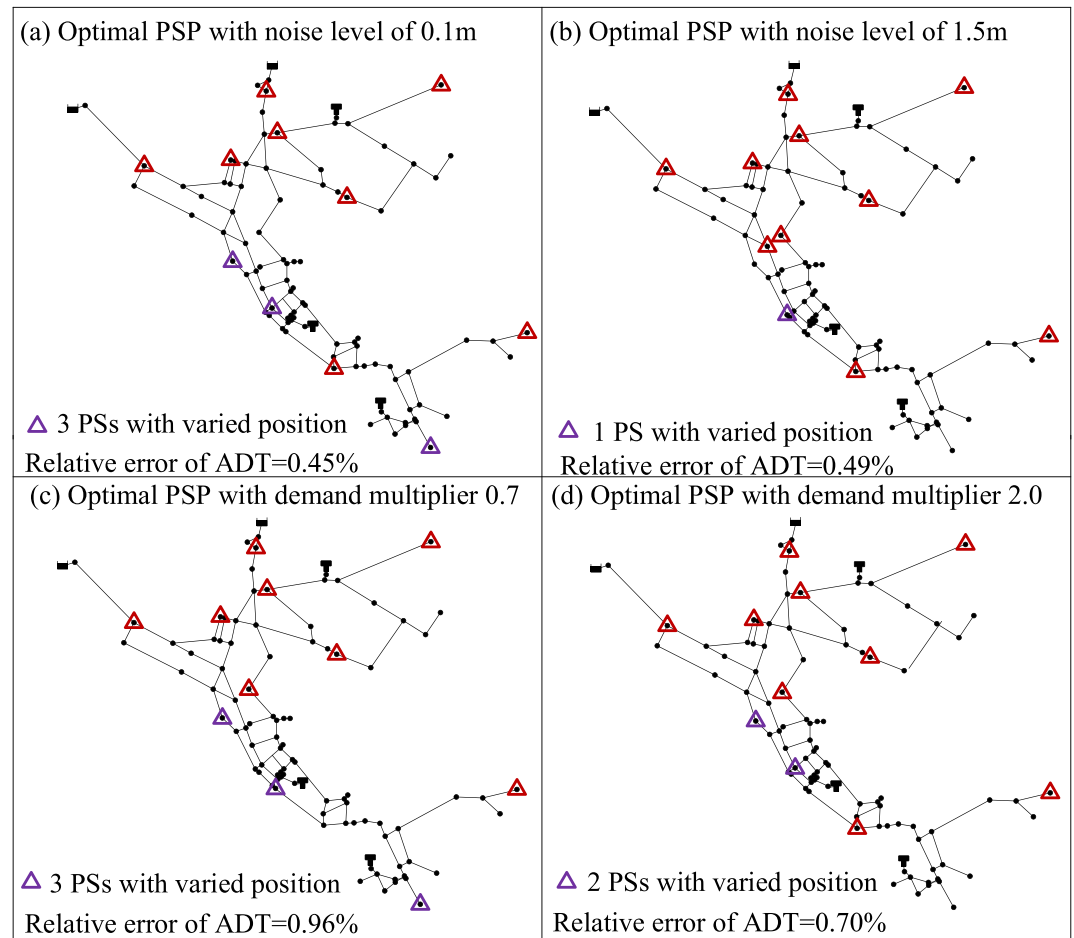 (a) Optimal PSP with noise level of 0.1m
3 PSs with varied position
Relative error of ADT=0.45%
(b) Optimal PSP with noise level of 1.5m
1 PS with varied position
Relative error of ADT=0.49%
(c) Optimal PSP with demand multiplier 0.7
3 PSs with varied position
Relative error of ADT=0.96%
(d) Optimal PSP with demand multiplier 2.0
2 PSs with varied position
Relative error of ADT=0.70%